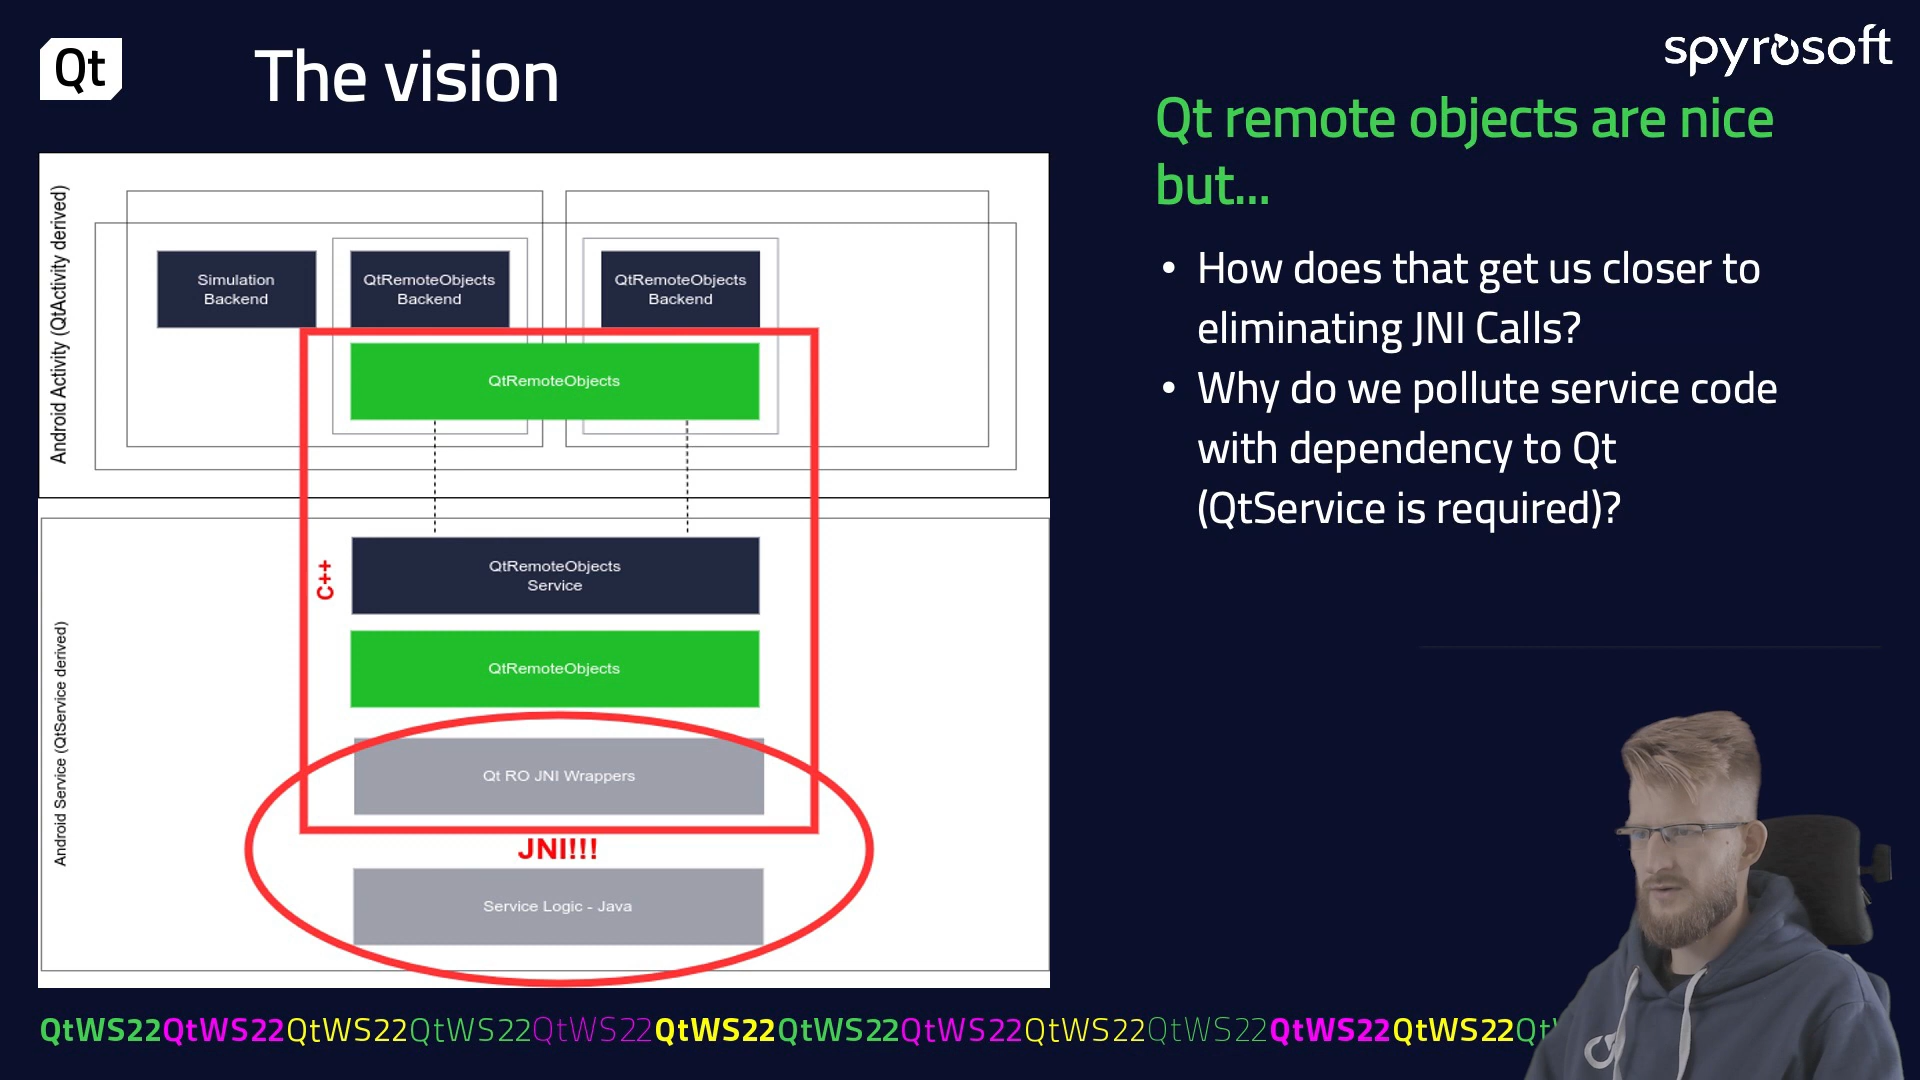 Qt
The vision
spyrosoft
Qt remote objects are nice
but...
• How does that get us closer to
eliminating JNI Calls?
• Why do we pollute service code
with dependency to Qt
(QtService is required)?
Android Activity (QtActivity derived)
Simulation
Backend
QtRemoteObjects
Backend
QtRemoteObjects
Backend
QtRemoteObjects
Android Service (QtService derived)
C++
QtRemoteObjects
Service
QtRemoteObjects
Qt RO JNI Wrappers
JNI!!!
Service Logic - Java
QtWS22QtWS22QtWS22QtWS22QtWS22QtWS22QtWS22QtWS22QtWS22QtWS22QtWS22QtWS22Qt